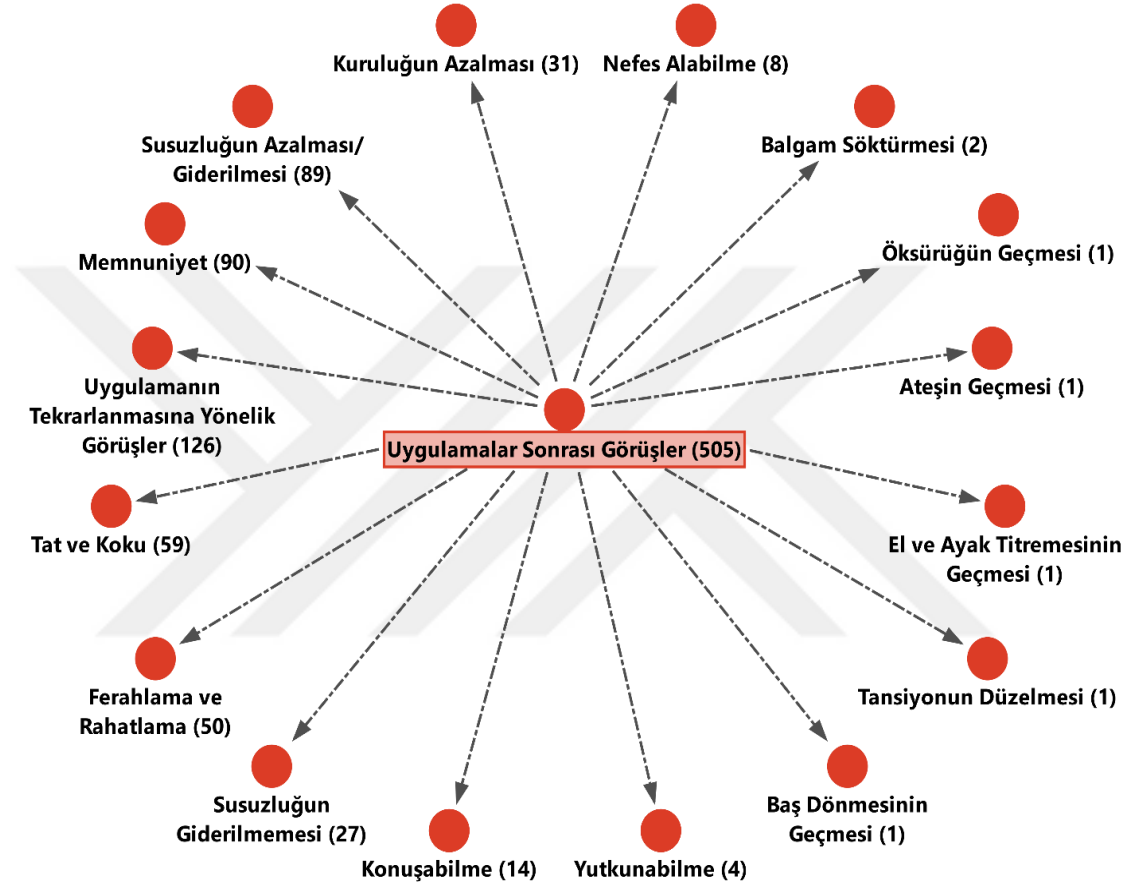 Kuruluğun Azalması (31)
Nefes Alabilme (8)
Susuzluğun Azalması/
Giderilmesi (89)
Balgam Söktürmesi (2)
Memnuniyet (90)
Öksürüğün Geçmesi (1)
Uygulamanın
Tekrarlanmasına Yönelik
Görüşler (126)
Ateşin Geçmesi (1)
Uygulamalar Sonrası Görüşler (505)
Tat ve Koku (59)
El ve Ayak Titremesinin
Geçmesi (1)
Ferahlama ve
Rahatlama (50)
Tansiyonun Düzelmesi (1)
Susuzluğun
Giderilmemesi (27)
Baş Dönmesinin
Geçmesi (1)
Konuşabilme (14)
Yutkunabilme (4)